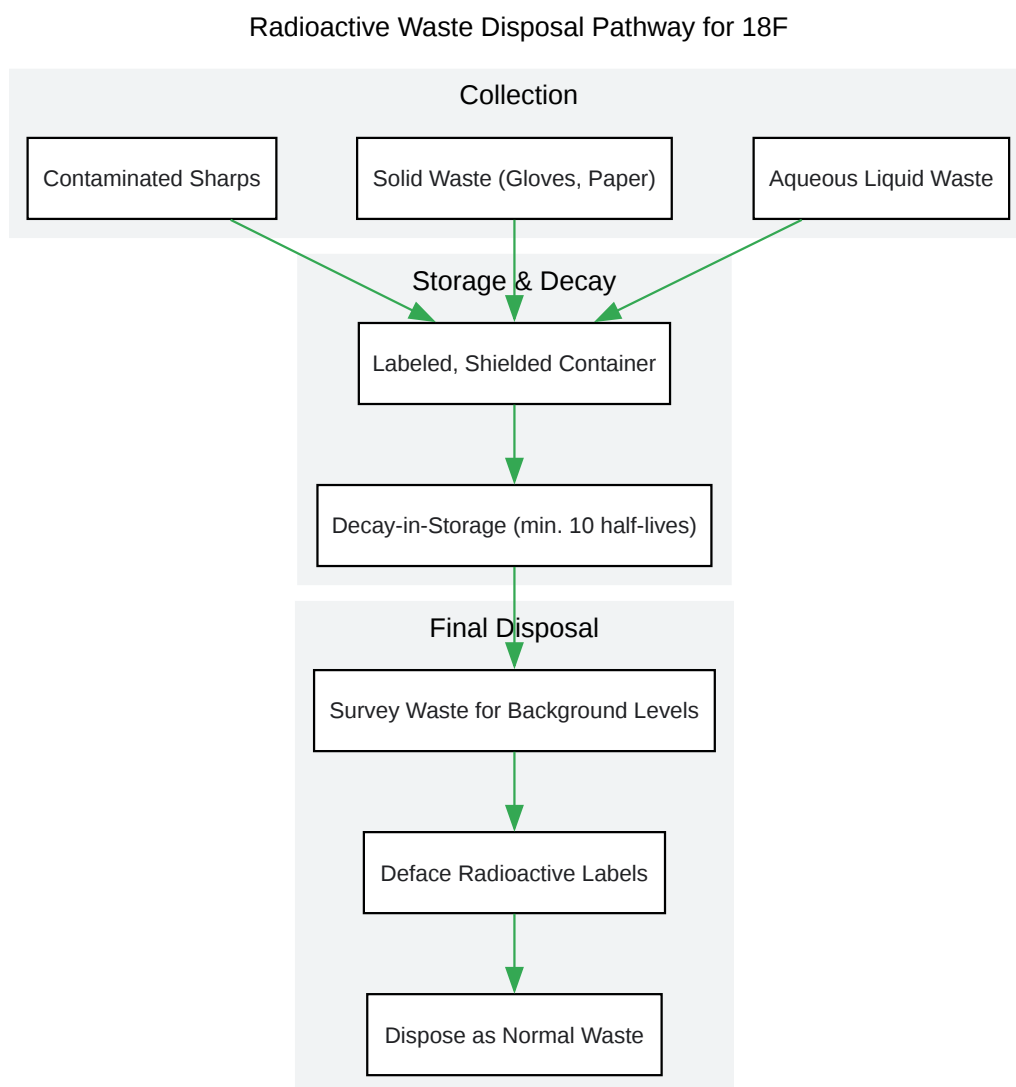 Radioactive Waste Disposal Pathway for 18F
Collection
Contaminated Sharps
Solid Waste (Gloves, Paper)
Aqueous Liquid Waste
Storage & Decay
Labeled, Shielded Container
Decay-in-Storage (min. 10 half-lives)
Final Disposal
Survey Waste for Background Levels
Deface Radioactive Labels
Dispose as Normal Waste